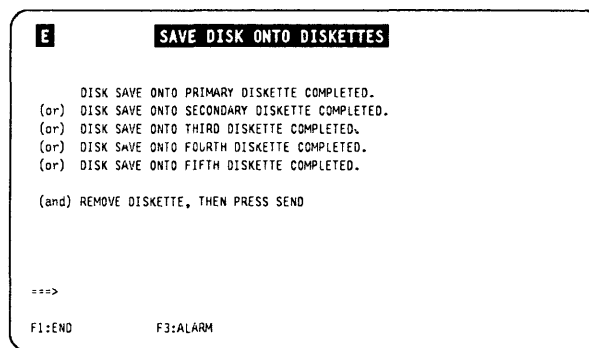 E SAVE DISK ONTO DISKETTES
DISK SAVE ONTO PRIMARY DISKETTE COMPLETED.
(or) DISK SAVE ONTO SECONDARY DISKETTE COMPLETED.
(or) DISK SAVE ONTO THIRD DISKETTE COMPLETED.
(or) DISK SAVE ONTO FOURTH DISKETTE COMPLETED.
(or) DISK SAVE ONTO FIFTH DISKETTE COMPLETED.
(and) REMOVE DISKETTE, THEN PRESS SEND
===>
F1:END F3:ALARM